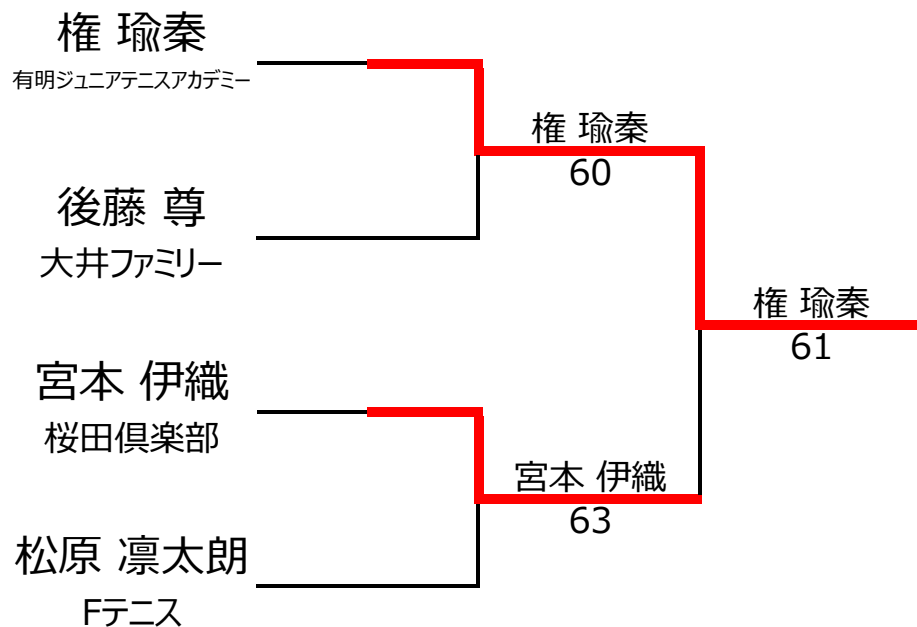 権 瑜秦
有明ジュニアテニスアカデミー
後藤 尊
大井ファミリー
宮本 伊織
桜田倶楽部
松原 凛太朗
Fテニス
権 瑜秦
60
宮本 伊織
63
権 瑜秦
61